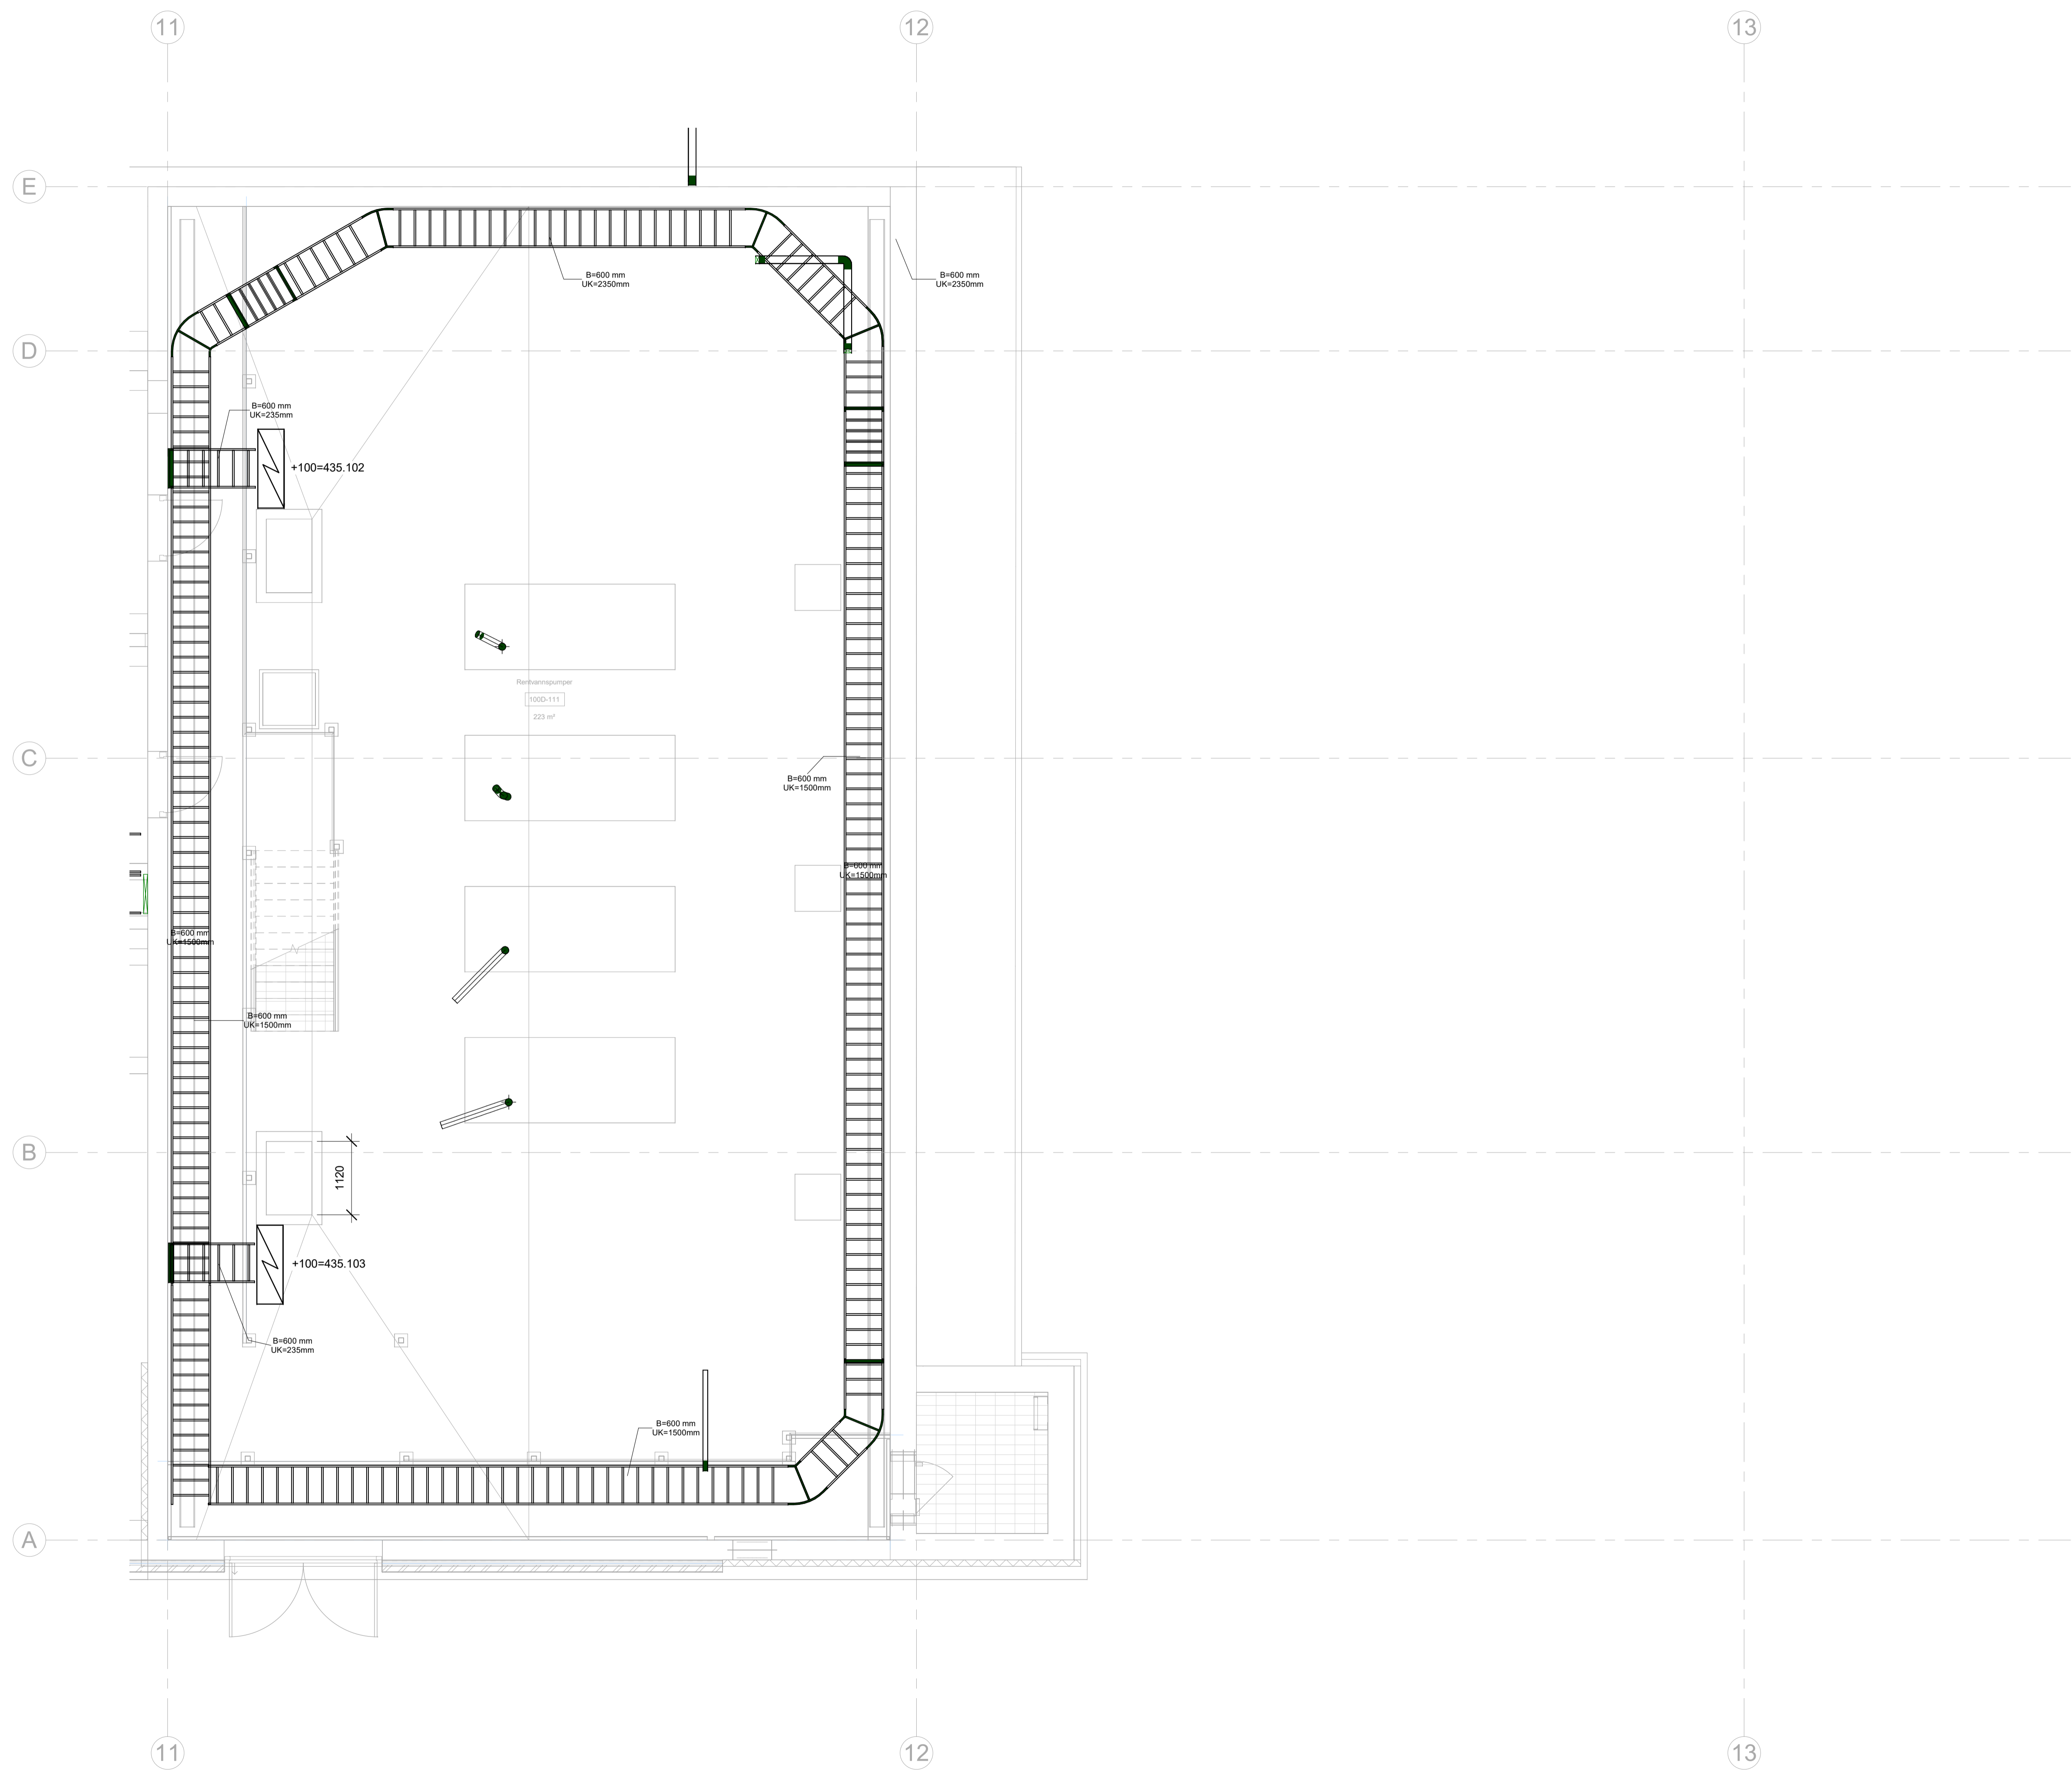 11
12
13
E
B=600 mm
UK=2350mm
B=600 mm
UK=2350mm
D
B=600 mm
UK=235mm
+100=435.102
Rentvannspumper
100D-111
223 m²
C
B=600 mm
UK=1500mm
B=600 mm
UK=1500mm
B=600 mm
UK=1500mm
B=600 mm
UK=1500mm
B
1120
+100=435.103
B=600 mm
UK=235mm
B=600 mm
UK=1500mm
A
11
12
13